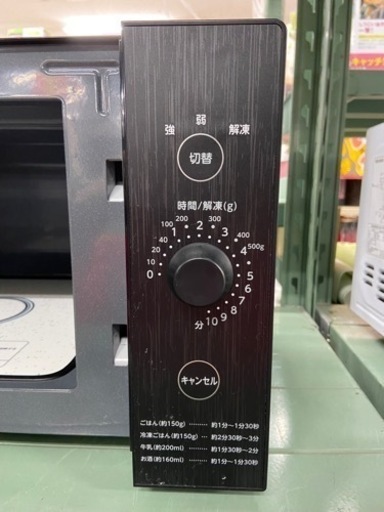 弱
強 解凍
切替
時間/解凍(g)
100 200 300 400 500g
40 20 10
0 1 2 3 4 5 6 7 8 9 10
分
キャンセル
ごはん(約150g) 約1分〜1分30秒
冷凍ごはん(約150g) 約2分30秒〜3分
牛乳(約200ml) 約1分30秒〜2分
お酒(約160ml) 約1分〜1分30秒
キャッチ